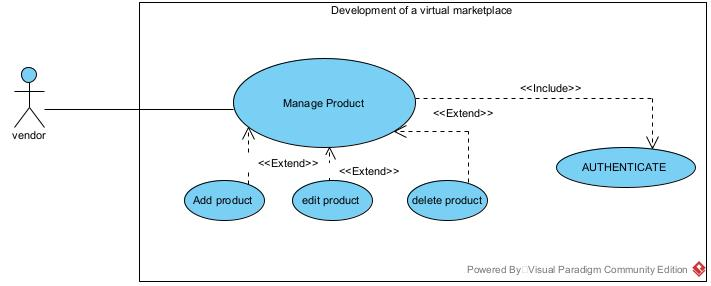 Development of a virtual marketplace
<<Include>>
Manage Product
<<Extend>>
vendor
<<Extend>>
<<Extend>>
AUTHENTICATE
Add product
edit product
delete product
Powered By Visual Paradigm Community Edition